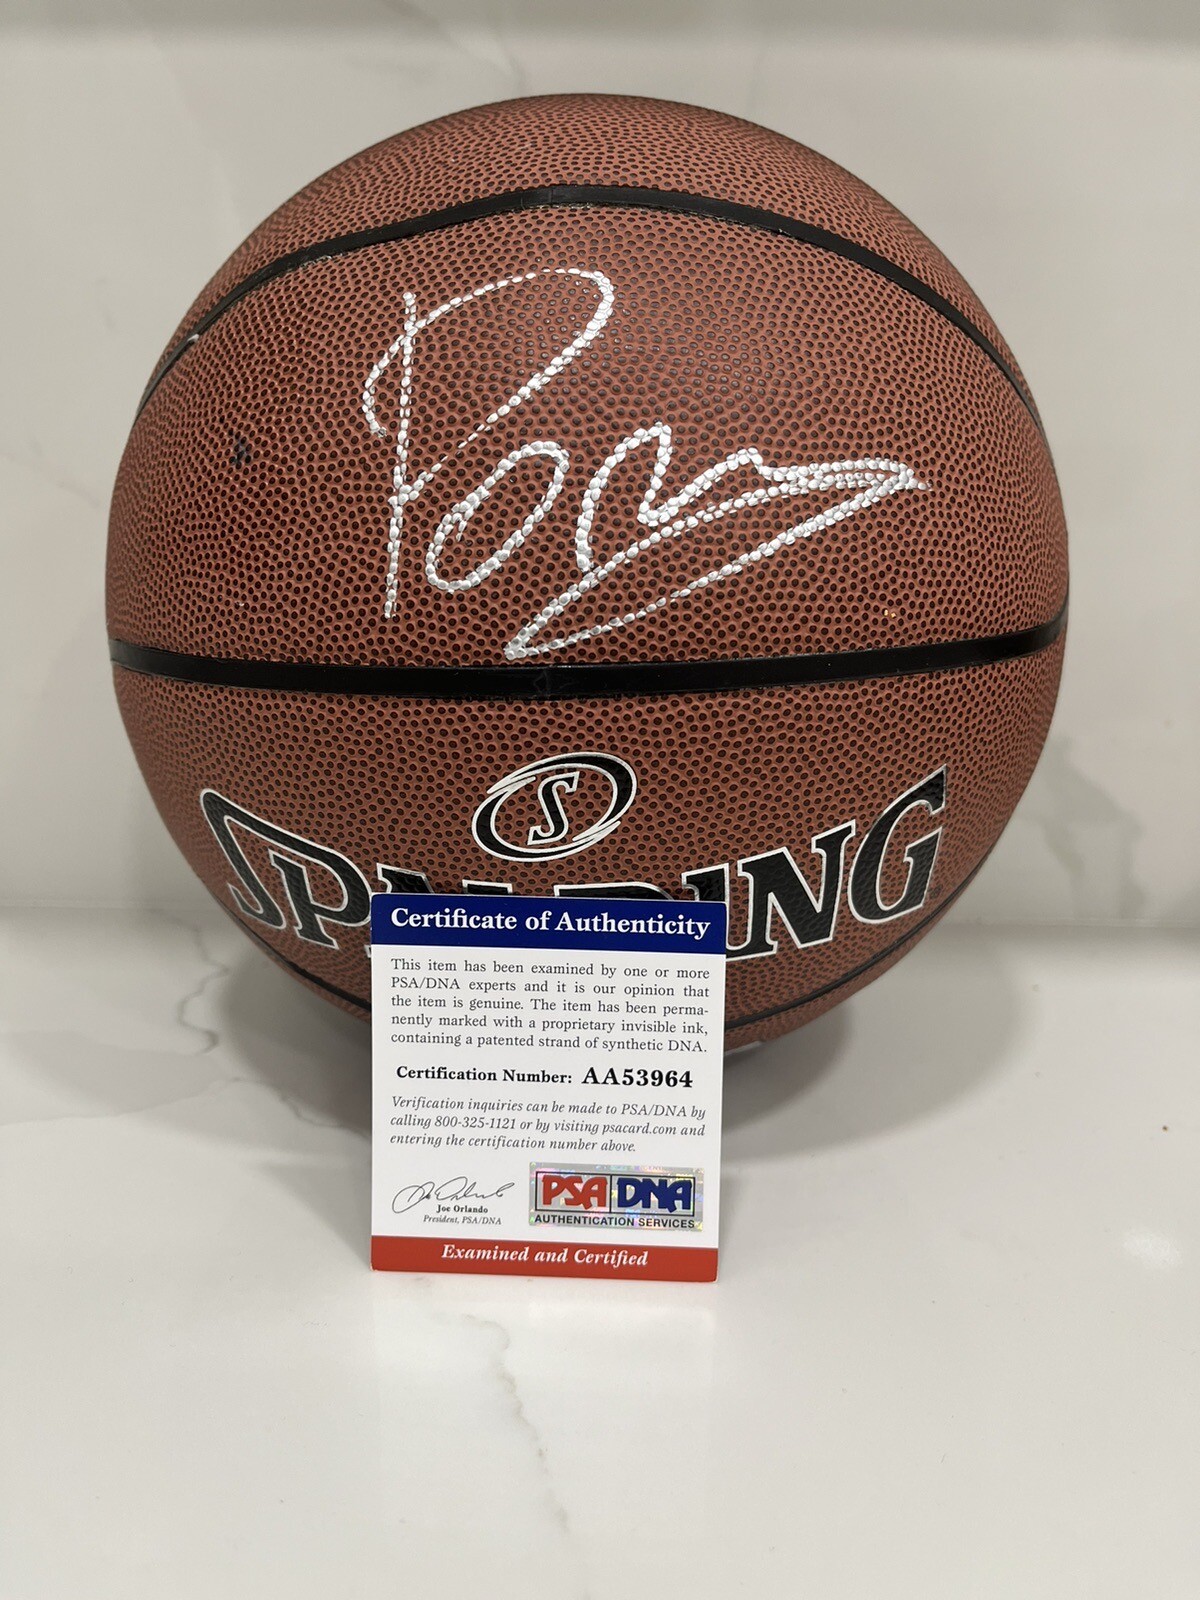 S
SPALDING
Certificate of Authenticity
This item has been examined by one or more
PSA/DNA experts and it is our opinion that
the item is genuine. The item has been perma-
nently marked with a proprietary invisible ink,
containing a patented strand of synthetic DNA.
Certification Number: AA53964
Verification inquiries can be made to PSA/DNA by
calling 800-325-1121 or by visiting psacard.com and
entering the certification number above.
Joe Orlando
President, PSA/DNA
PSA DNA
AUTHENTICATION SERVICES
Examined and Certified